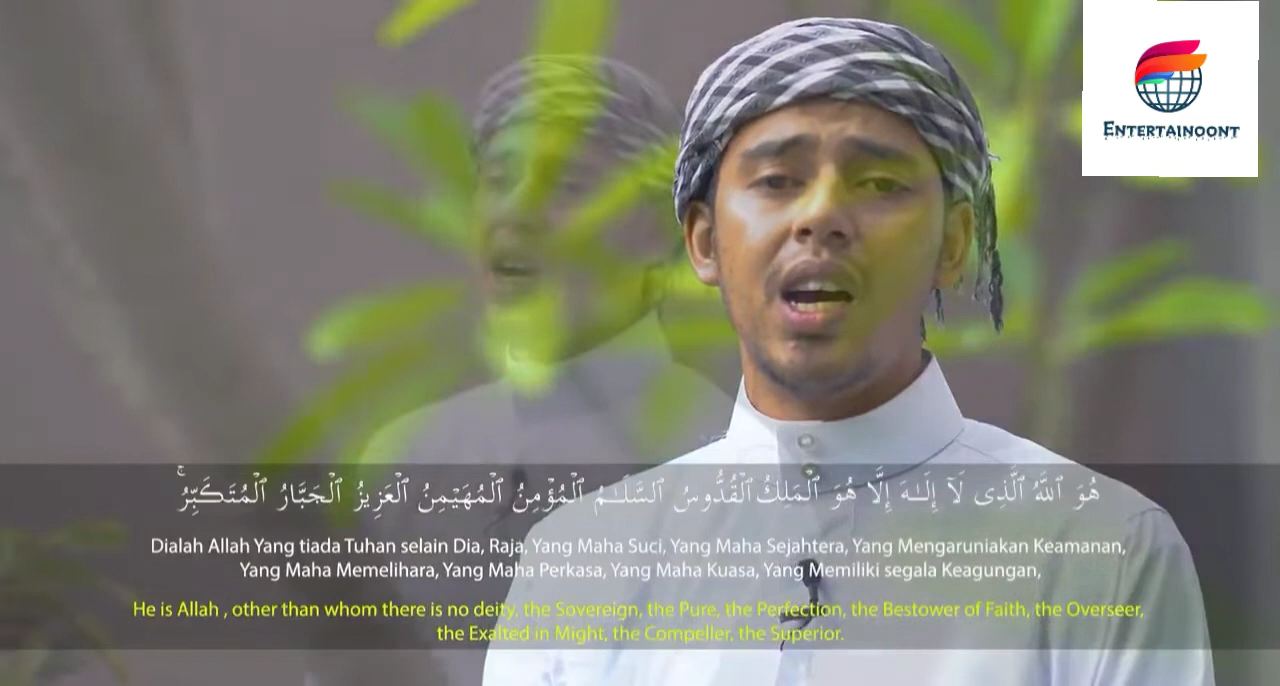 ENTERTAINOONT
هُوَ ٱللَّهُ ٱلَّذِى لَآ إِلَـٰهَ إِلَّا هُوَ ٱلْمَلِكُ ٱلْقُدُّوسُ ٱلسَّلَـٰمُ ٱلْمُؤْمِنُ ٱلْمُهَيْمِنُ ٱلْعَزِيزُ ٱلْجَبَّارُ ٱلْمُتَكَبِّرُ ۚ
Dialah Allah Yang tiada Tuhan selain Dia, Raja, Yang Maha Suci, Yang Maha Sejahtera, Yang Mengaruniakan Keamanan,
Yang Maha Memelihara, Yang Maha Perkasa, Yang Maha Kuasa, Yang Memiliki segala Keagungan,
He is Allah , other than whom there is no deity, the Sovereign, the Pure, the Perfection, the Bestower of Faith, the Overseer,
the Exalted in Might, the Compeller, the Superior.